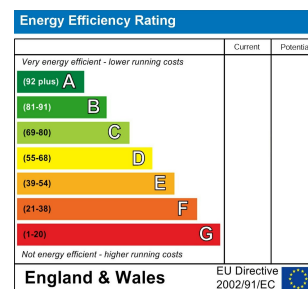 Energy Efficiency Rating
Current Potential
Very energy efficient - lower running costs
(92 plus) A
(81-91) B
(69-80) C
(55-68) D
(39-54) E
(21-38) F
(1-20) G
Not energy efficient - higher running costs
England & Wales
EU Directive
2002/91/EC